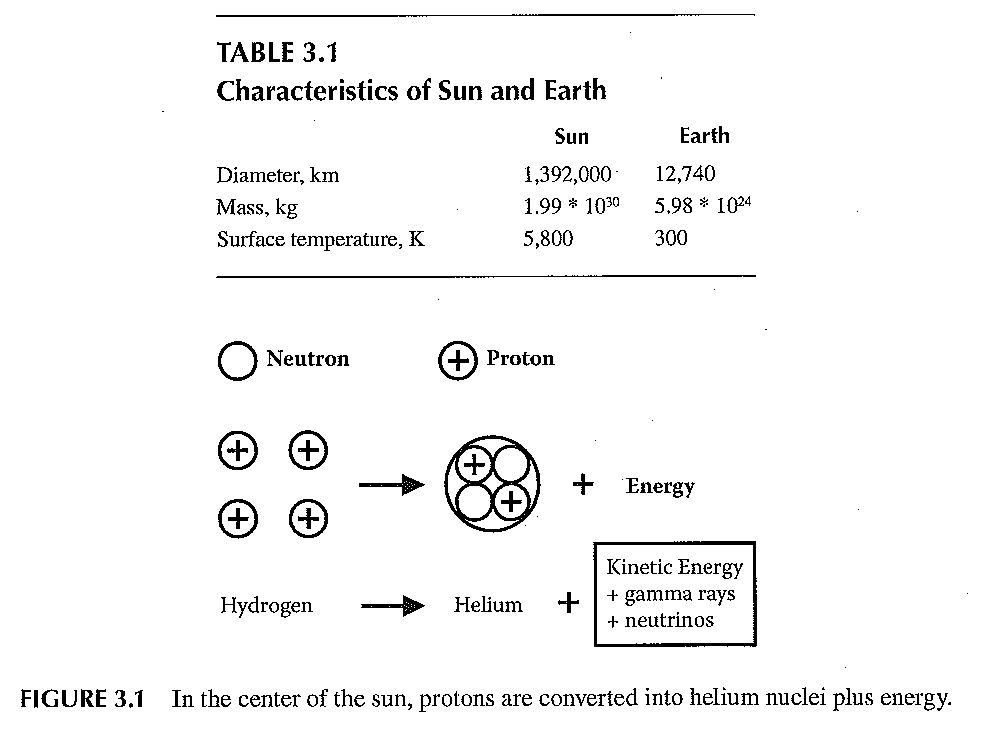 TABLE 3.1
Characteristics of Sun and Earth
Sun Earth
Diameter, km 1,392,000 12,740
Mass, kg 1.99 * 10³⁰ 5.98 * 10²⁴
Surface temperature, K 5,800 300
Neutron + Proton
+ +
+ + + + Energy
+ + +
Hydrogen Helium + Kinetic Energy
+ gamma rays
+ neutrinos
FIGURE 3.1 In the center of the sun, protons are converted into helium nuclei plus energy.